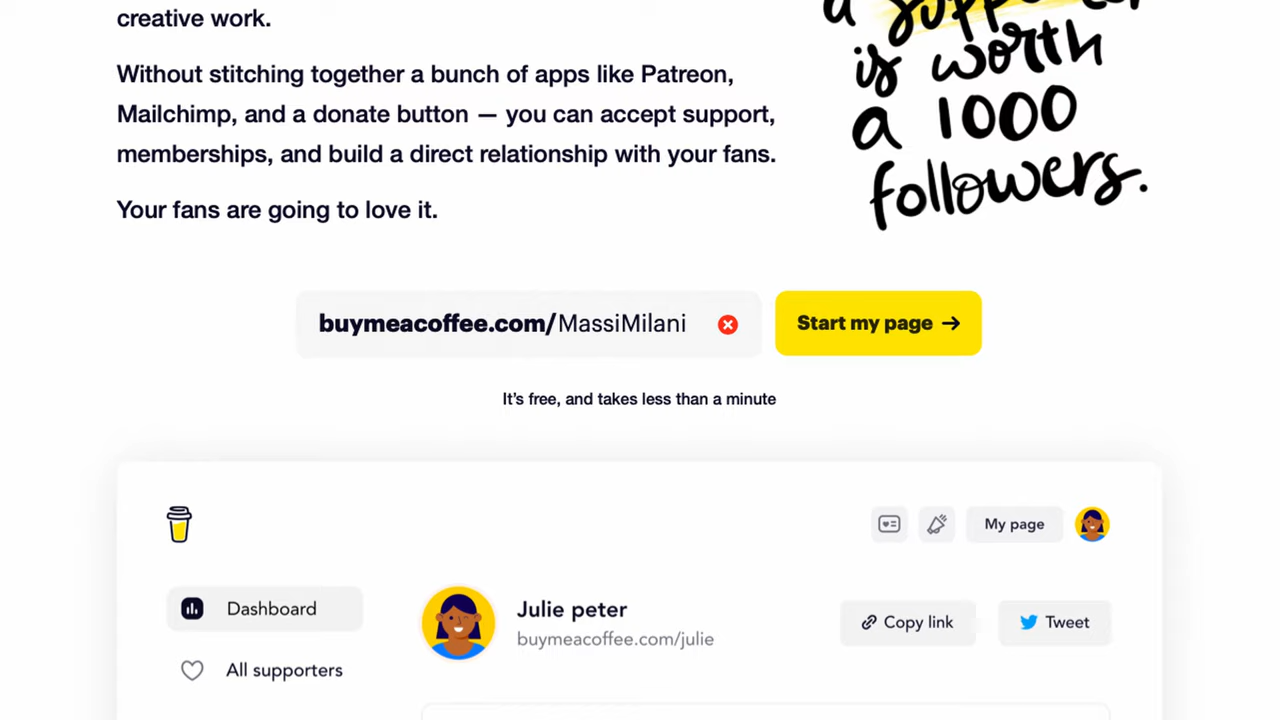 creative work.
Without stitching together a bunch of apps like Patreon,
Mailchimp, and a donate button — you can accept support,
memberships, and build a direct relationship with your fans.
Your fans are going to love it.
a supporter
is worth
a 1000
followers.
buymeacoffee.com/MassiMilani
Start my page →
It's free, and takes less than a minute
My page
Dashboard
Julie peter
buymeacoffee.com/julie
Copy link
Tweet
All supporters